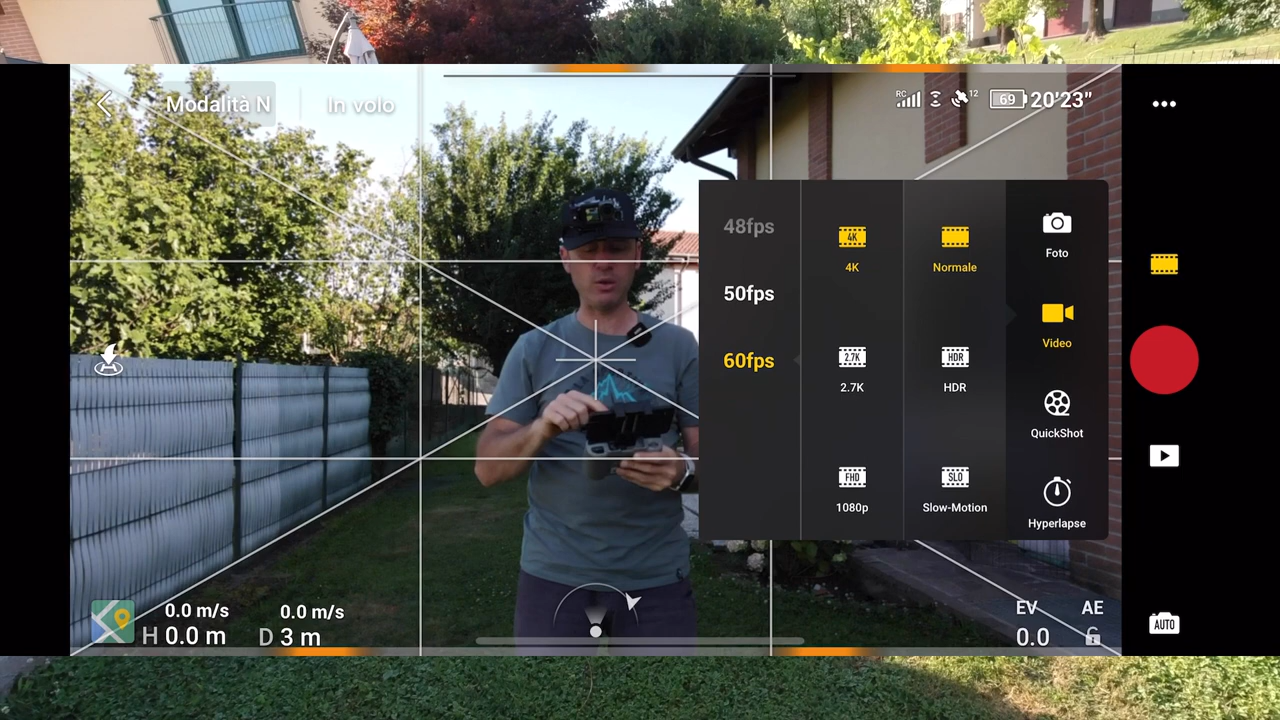 Modalità N
In volo
RC
12
69
20'23"
48fps
50fps
60fps
4K
4K
2.7K
2.7K
FHD
1080p
Normale
HDR
HDR
SLO
Slow-Motion
Foto
Video
QuickShot
Hyperlapse
0.0 m/s
0.0 m/s
H 0.0 m
D 3 m
EV
AE
0.0
AUTO